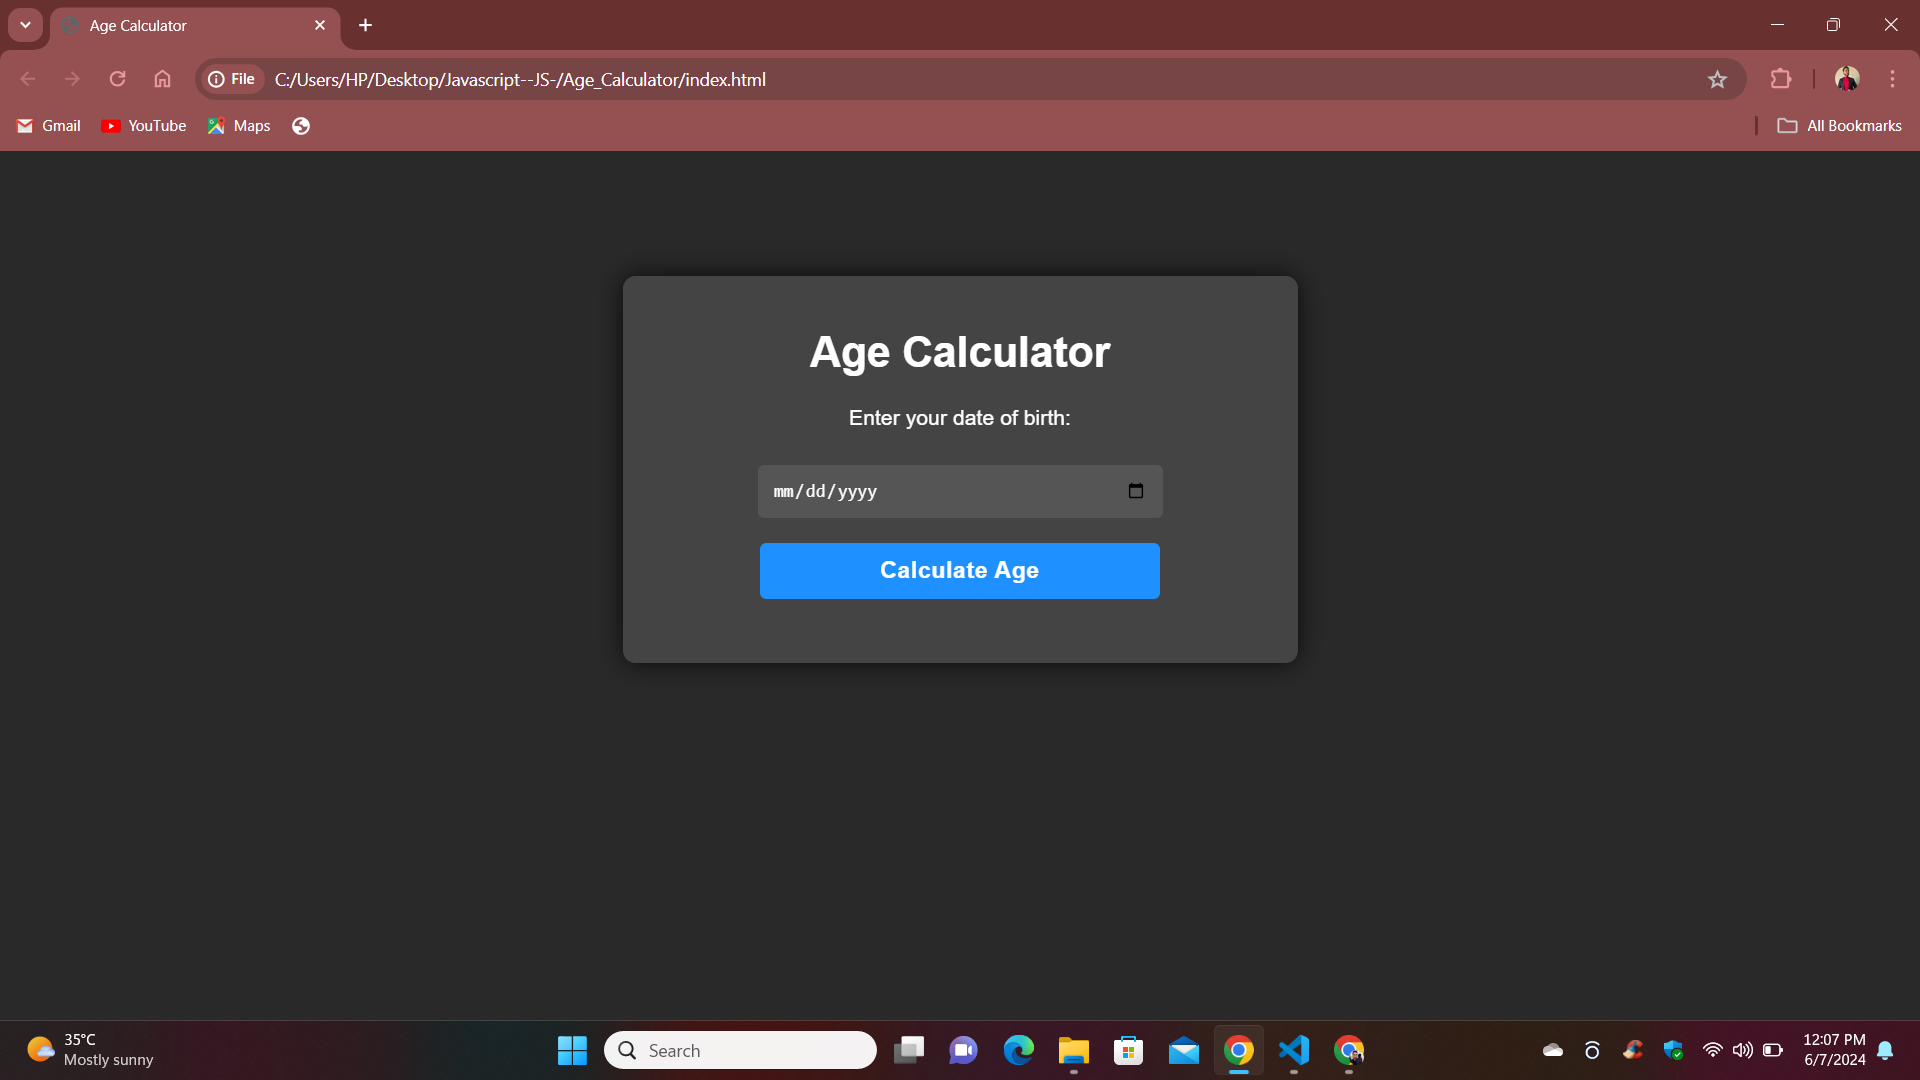 Age Calculator
File C:/Users/HP/Desktop/Javascript--JS-/Age_Calculator/index.html
Gmail YouTube Maps All Bookmarks
Age Calculator
Enter your date of birth:
mm/dd/yyyy
Calculate Age
35°C
Mostly sunny
Search
12:07 PM
6/7/2024